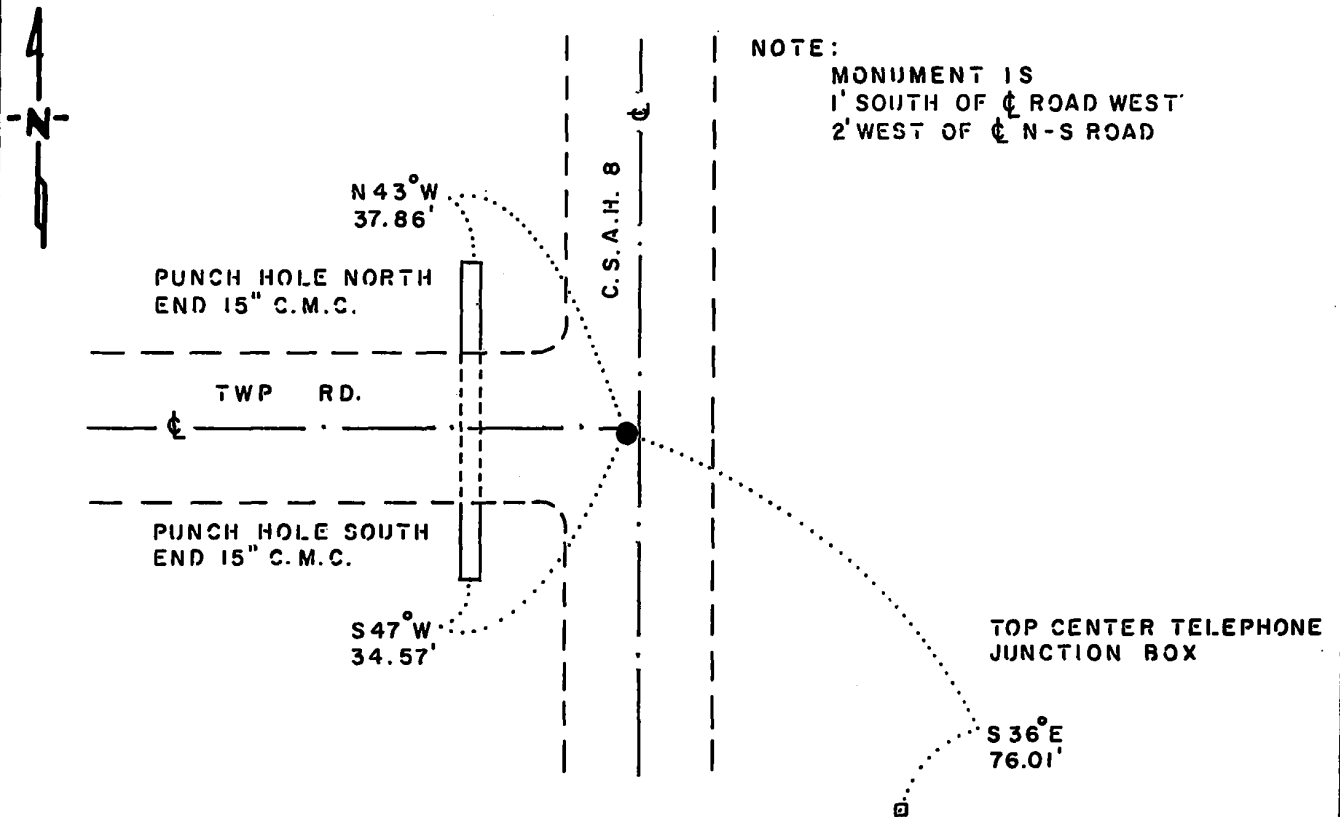 -N-
NOTE:
MONUMENT IS
1' SOUTH OF ℄ ROAD WEST
2' WEST OF ℄ N-S ROAD
℄
C.S.A.H. 8
N 43° W
37.86'
PUNCH HOLE NORTH
END 15" C.M.C.
TWP RD.
℄
PUNCH HOLE SOUTH
END 15" C.M.C.
S 47° W
34.57'
TOP CENTER TELEPHONE
JUNCTION BOX
S 36° E
76.01'